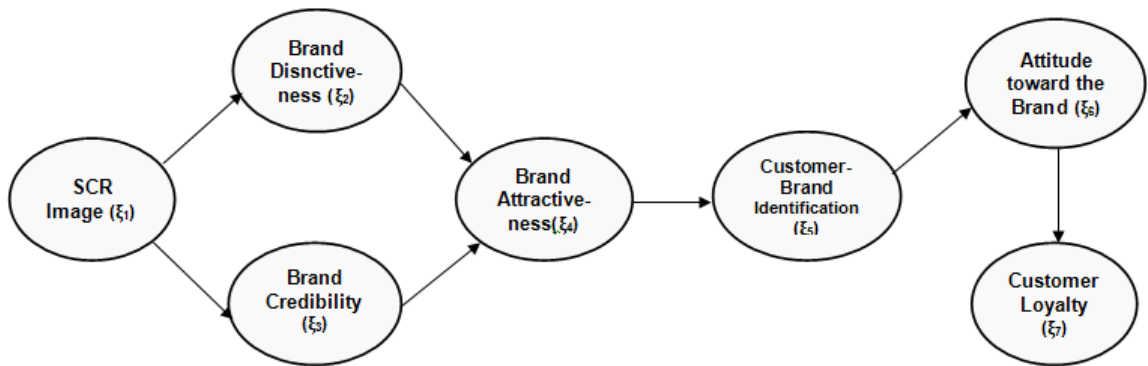 SCR
Image (ξ1)
Brand
Disnctive-
ness (ξ2)
Brand
Credibility
(ξ3)
Brand
Attractive-
ness(ξ4)
Customer-
Brand
Identification
(ξ5)
Attitude
toward the
Brand (ξ6)
Customer
Loyalty
(ξ7)